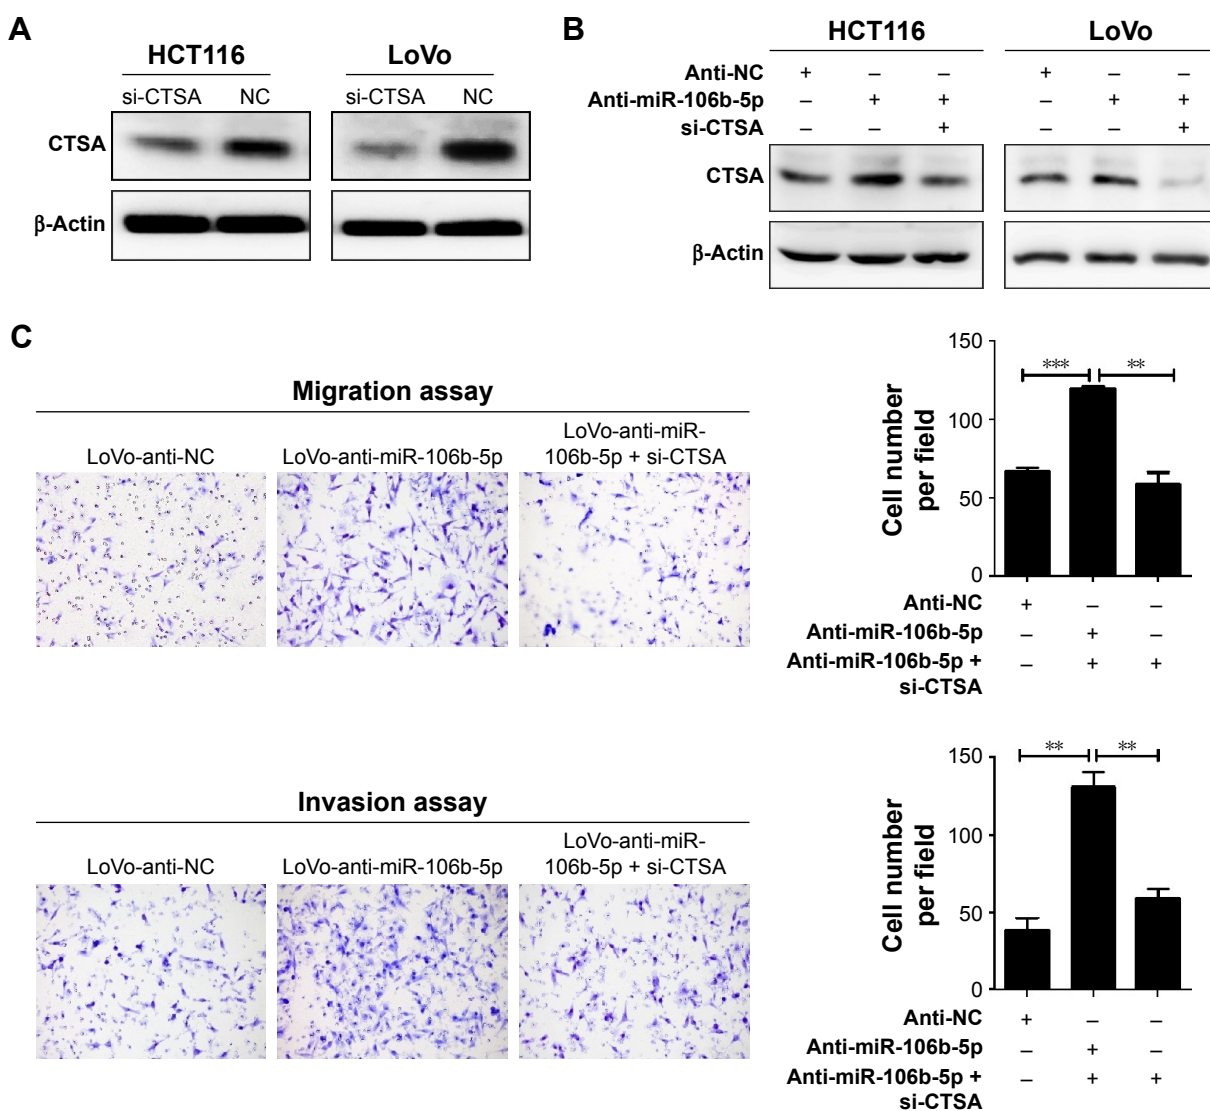 A
HCT116
LoVo
si-CTSA NC
si-CTSA NC
CTSA
β-Actin
B
HCT116
LoVo
Anti-NC + – – + – –
Anti-miR-106b-5p – + + – + +
si-CTSA – – + – – +
CTSA
β-Actin
C
Migration assay
LoVo-anti-NC
LoVo-anti-miR-106b-5p
LoVo-anti-miR-
106b-5p + si-CTSA
Cell number
per field
150
100
50
0
*** **
Anti-NC + – –
Anti-miR-106b-5p – + –
Anti-miR-106b-5p + – + +
si-CTSA
Invasion assay
LoVo-anti-NC
LoVo-anti-miR-106b-5p
LoVo-anti-miR-
106b-5p + si-CTSA
Cell number
per field
150
100
50
0
** **
Anti-NC + – –
Anti-miR-106b-5p – + –
Anti-miR-106b-5p + – + +
si-CTSA